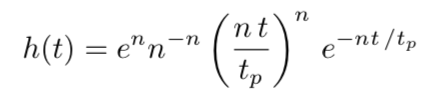 h(t) = e^n n^{-n} \left( \frac{n t}{t_p} \right)^n e^{-nt/t_p}